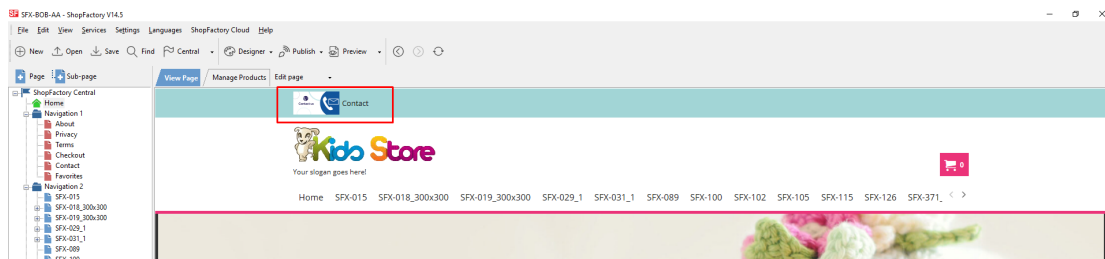 SFX-BOB-AA - ShopFactory V14.5
File Edit View Services Settings Languages ShopFactory Cloud Help
New Open Save Find Central Designer Publish Preview
Page Sub-page View Page Manage Products Edit page
ShopFactory Central
Home
Navigation 1
About
Privacy
Terms
Checkout
Contact
Favorites
Navigation 2
SFX-015
SFX-018_300x300
SFX-019_300x300
SFX-029_1
SFX-031_1
SFX-089
SFX-100
Contact
Kids Store
Your slogan goes here!
0
Home SFX-015 SFX-018_300x300 SFX-019_300x300 SFX-029_1 SFX-031_1 SFX-089 SFX-100 SFX-102 SFX-105 SFX-115 SFX-126 SFX-371_